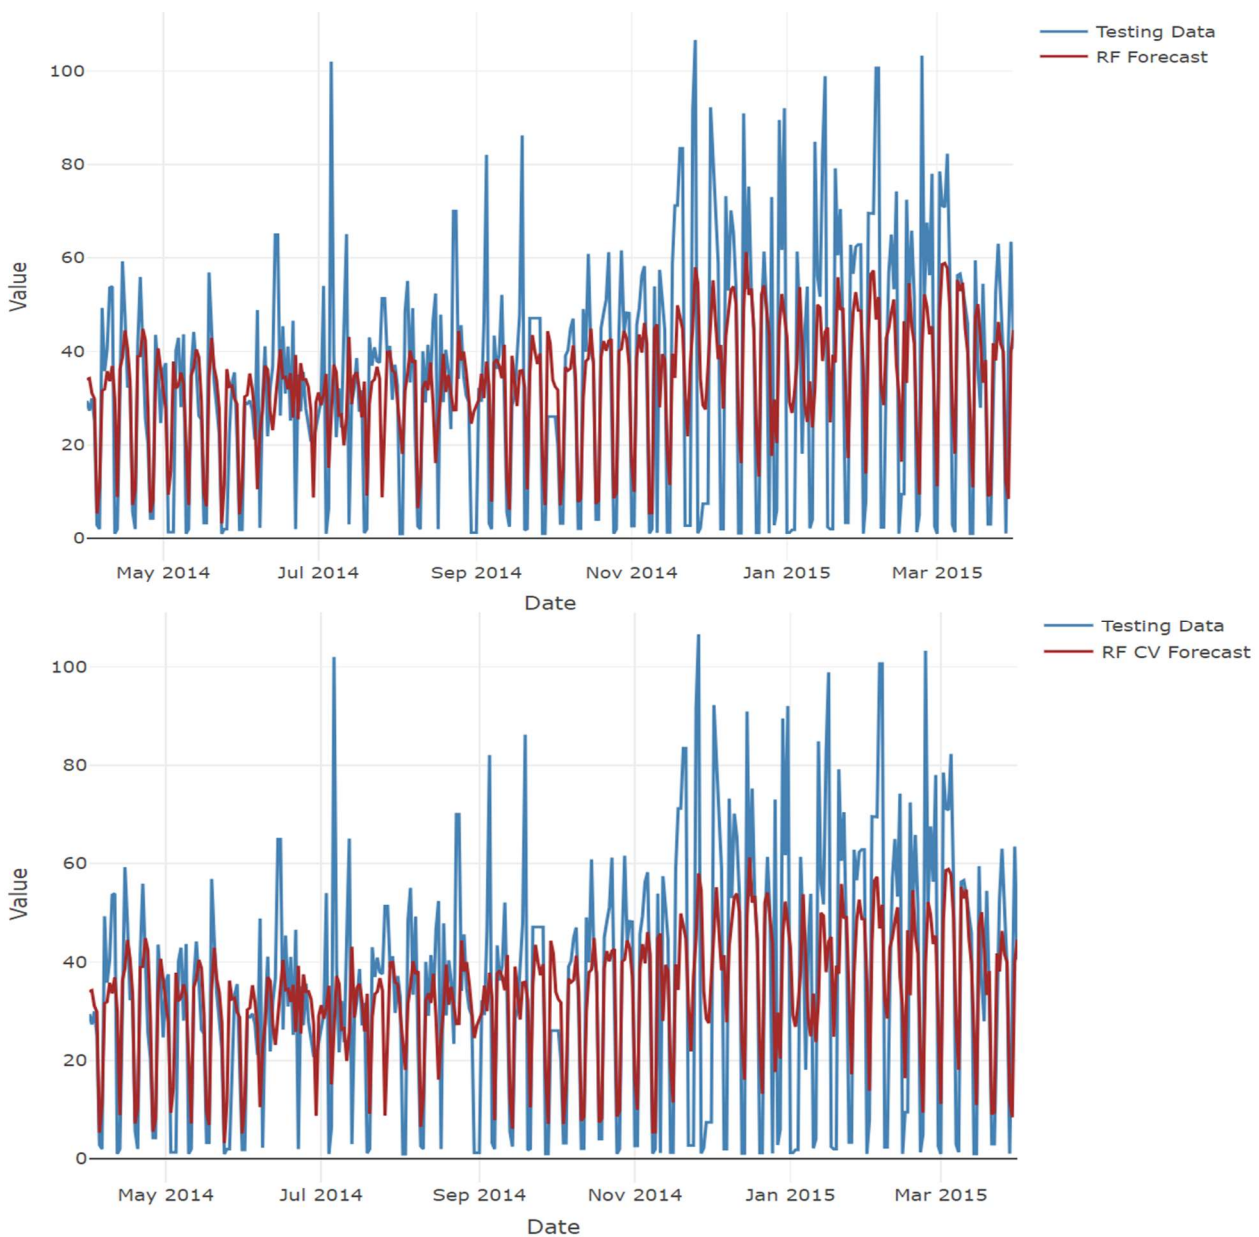 Testing Data
RF Forecast
Value
100
80
60
40
20
0
May 2014 Jul 2014 Sep 2014 Nov 2014 Jan 2015 Mar 2015
Date
Testing Data
RF CV Forecast
Value
100
80
60
40
20
0
May 2014 Jul 2014 Sep 2014 Nov 2014 Jan 2015 Mar 2015
Date